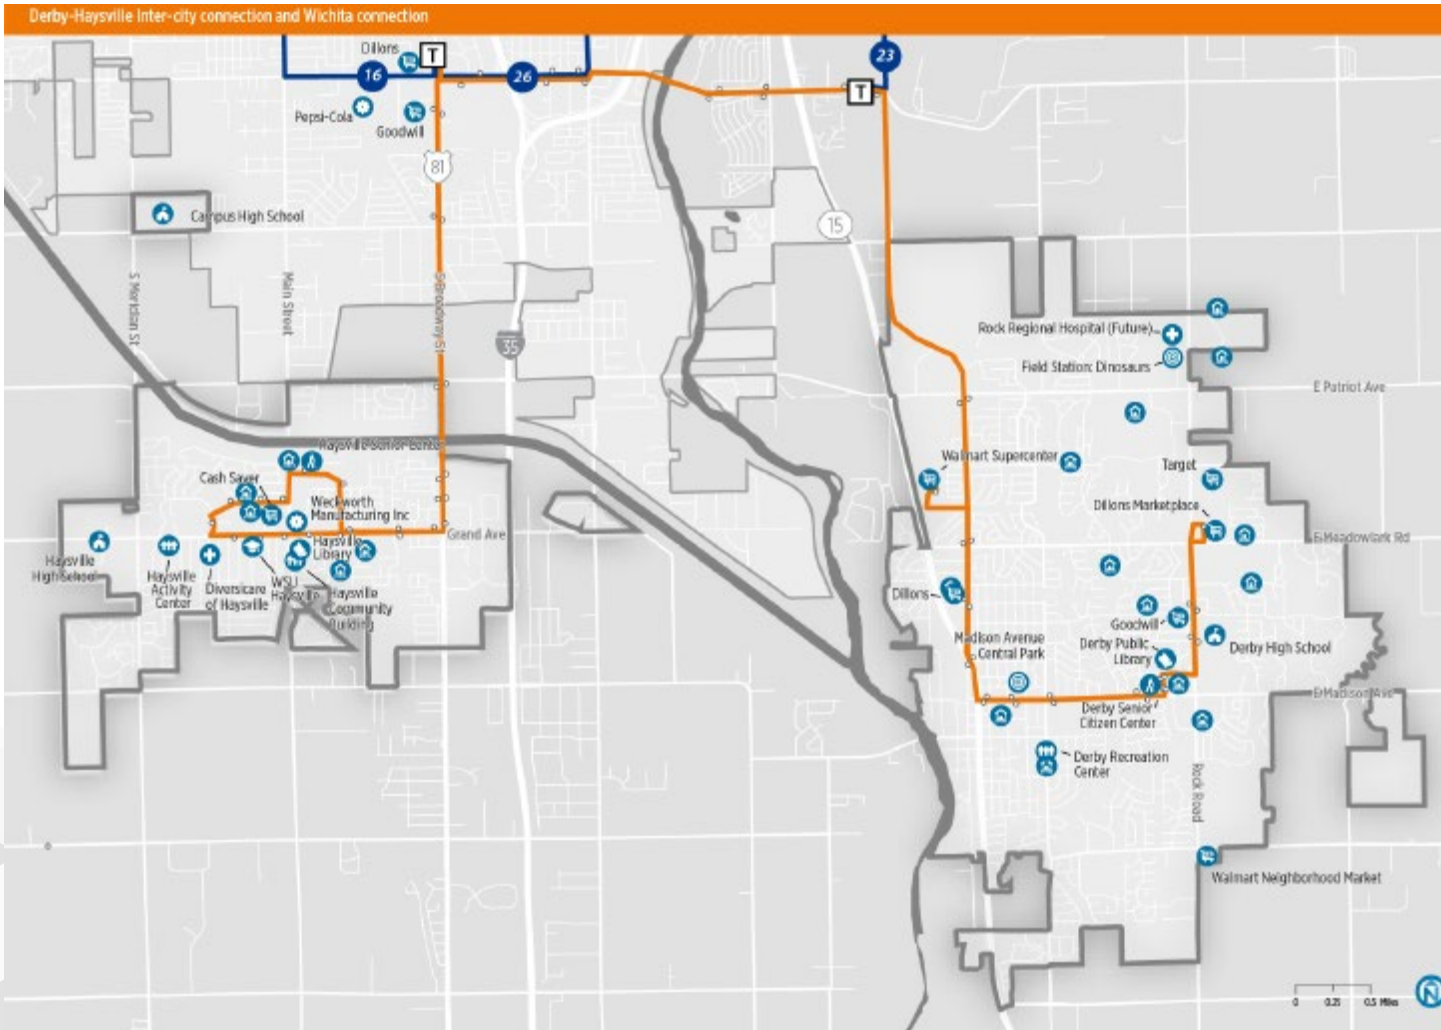 Derby-Haysville Inter-city connection and Wichita connection
Dillons
T
16
26
23
T
Pepsi-Cola
Goodwill
81
Campus High School
15
S Meridian St
Main Street
S Broadway St
35
Rock Regional Hospital (Future)
Field Station: Dinosaurs
E Patriot Ave
Haysville Senior Center
Cash Saver
Walmart Supercenter
Target
Weckworth
Manufacturing Inc
Dillons Marketplace
Grand Ave
E Meadowlark Rd
Haysville
High School
Haysville
Library
Haysville
Activity
Center
Diversicare
of Haysville
WSU
Haysville
Haysville
Community
Building
Dillons
Goodwill
Madison Avenue
Central Park
Derby Public
Library
Derby High School
E Madison Ave
Derby Senior
Citizen Center
Derby Recreation
Center
Rock Road
Walmart Neighborhood Market
0 0.25 0.5 Miles
N